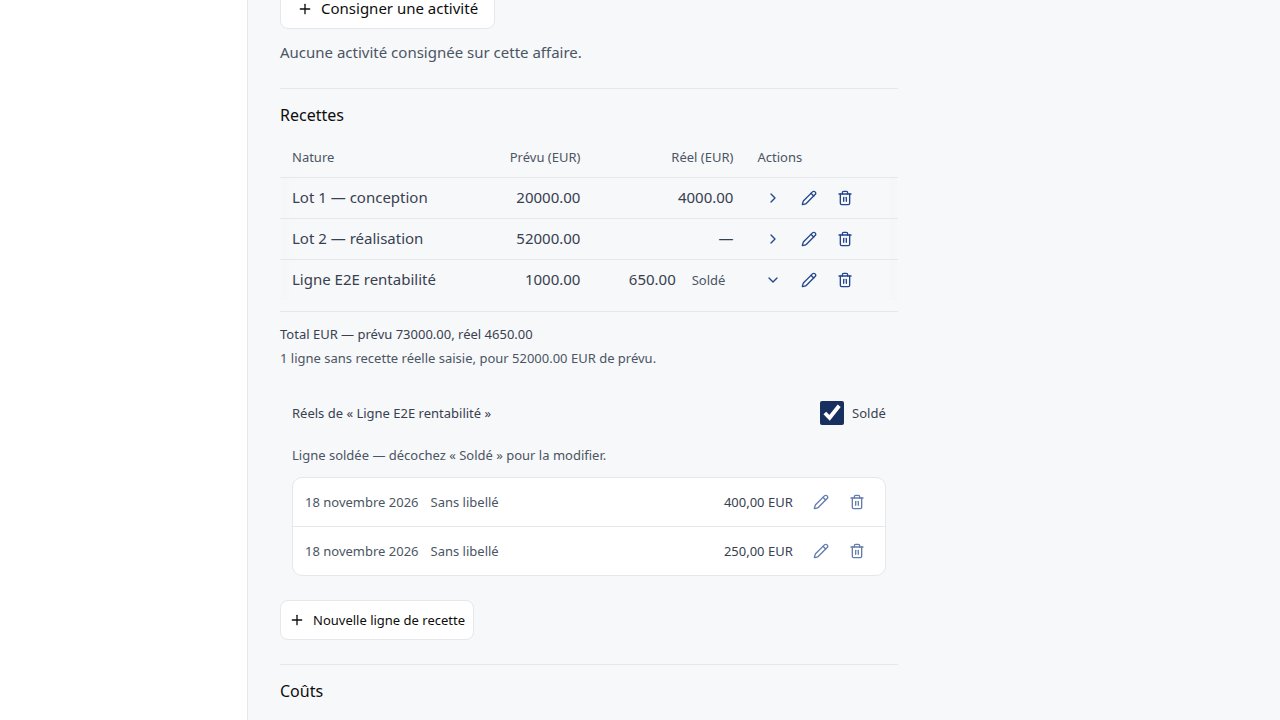 Consigner une activité
Aucune activité consignée sur cette affaire.
Recettes
Nature Prévu (EUR) Réel (EUR) Actions
Lot 1 — conception 20000.00 4000.00
Lot 2 — réalisation 52000.00 —
Ligne E2E rentabilité 1000.00 650.00 Soldé
Total EUR — prévu 73000.00, réel 4650.00
1 ligne sans recette réelle saisie, pour 52000.00 EUR de prévu.
Réels de « Ligne E2E rentabilité » Soldé
Ligne soldée — décochez « Soldé » pour la modifier.
18 novembre 2026 Sans libellé 400,00 EUR
18 novembre 2026 Sans libellé 250,00 EUR
Nouvelle ligne de recette
Coûts